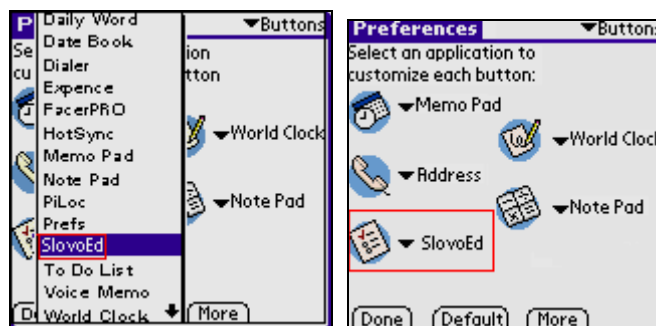 P
Buttons
Se
ion
cu
tton
Daily Word
Date Book
Dialer
Expence
FacerPRO
HotSync
Memo Pad
Note Pad
PiLoc
Prefs
SlovoEd
To Do List
Voice Memo
World Clock
World Clock
Note Pad
D
More
Preferences
Buttons
Select an application to
customize each button:
Memo Pad
World Clock
Address
Note Pad
SlovoEd
Done Default More